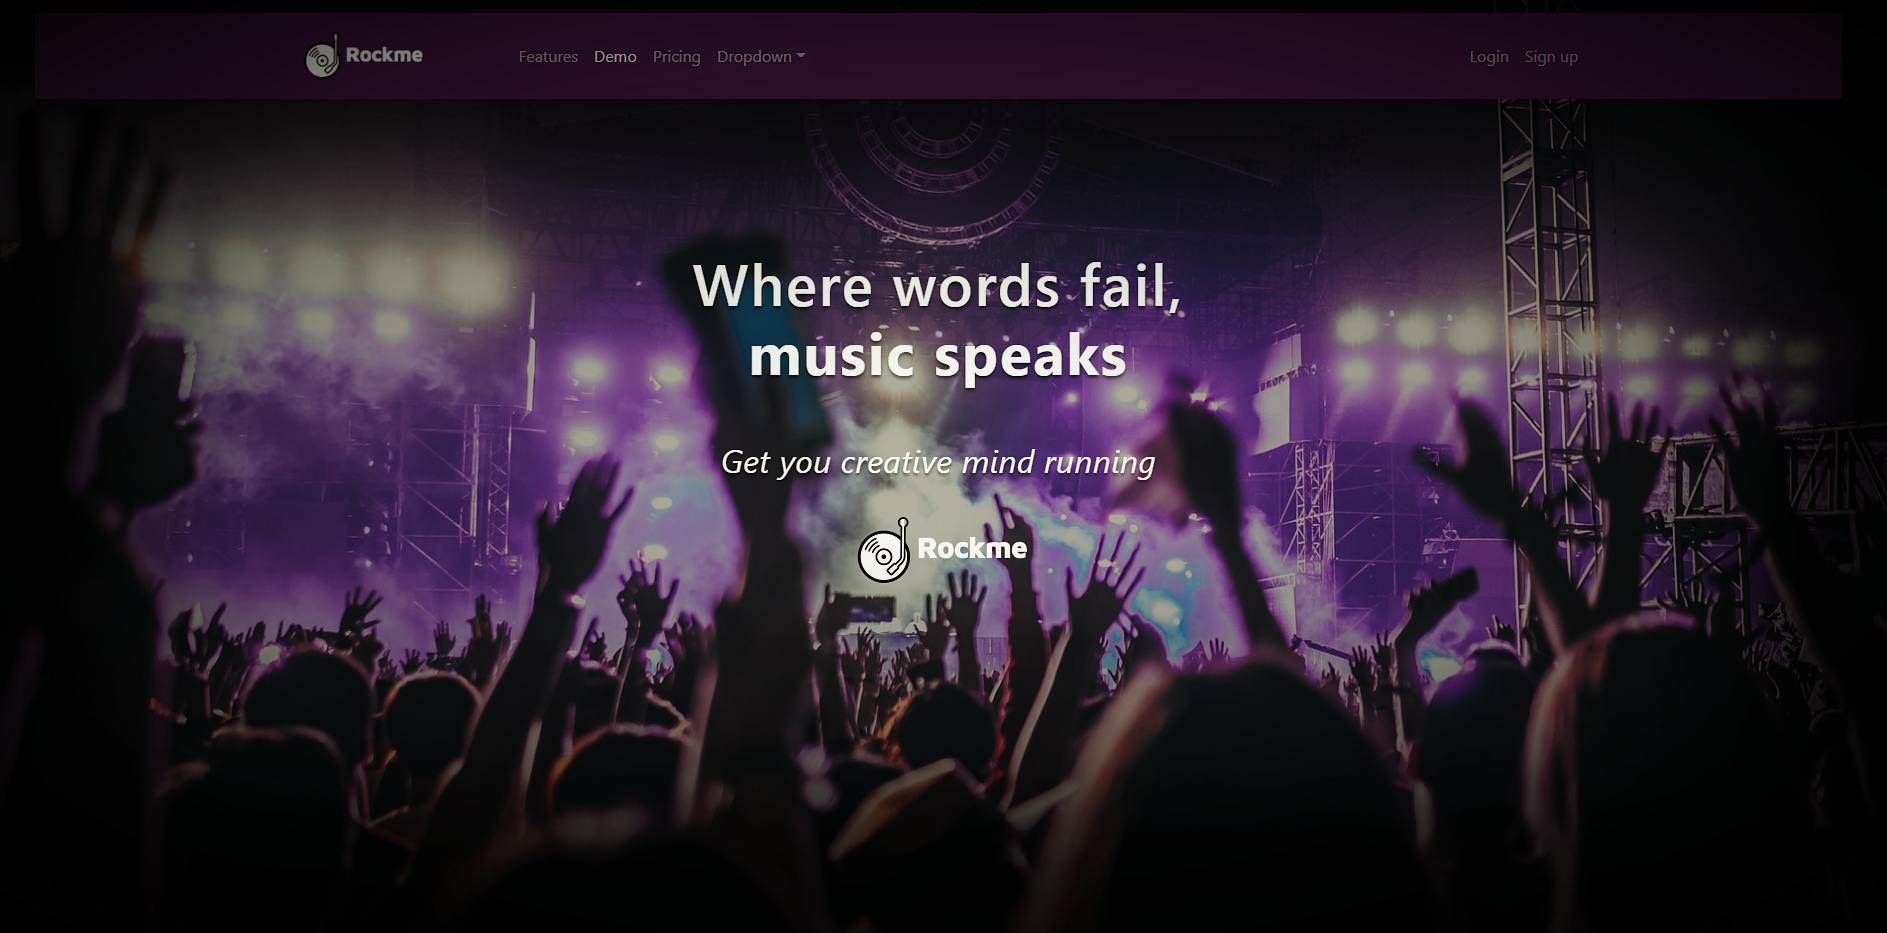 Rockme
Features Demo Pricing Dropdown
Login Sign up
Where words fail,
music speaks
Get you creative mind running
Rockme